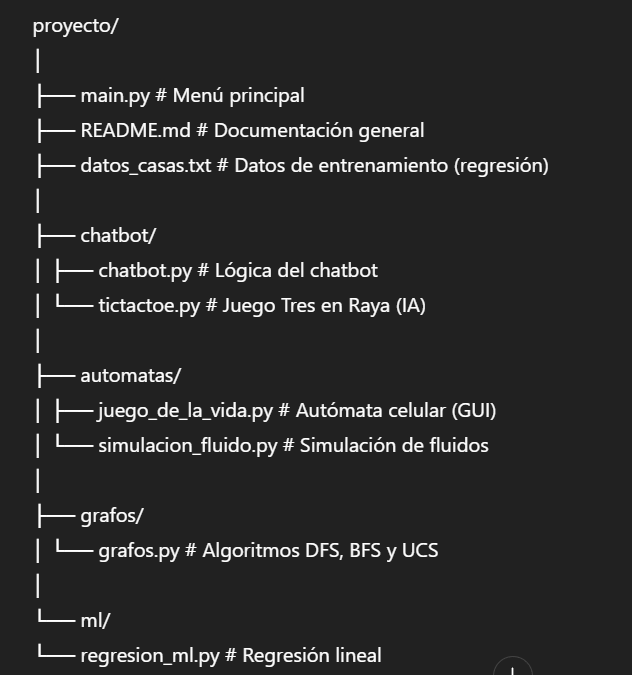 proyecto/
│
├── main.py # Menú principal
├── README.md # Documentación general
├── datos_casas.txt # Datos de entrenamiento (regresión)
│
├── chatbot/
│ ├── chatbot.py # Lógica del chatbot
│ └── tictactoe.py # Juego Tres en Raya (IA)
│
├── automatas/
│ ├── juego_de_la_vida.py # Autómata celular (GUI)
│ └── simulacion_fluido.py # Simulación de fluidos
│
├── grafos/
│ └── grafos.py # Algoritmos DFS, BFS y UCS
│
└── ml/
└── regresion_ml.py # Regresión lineal